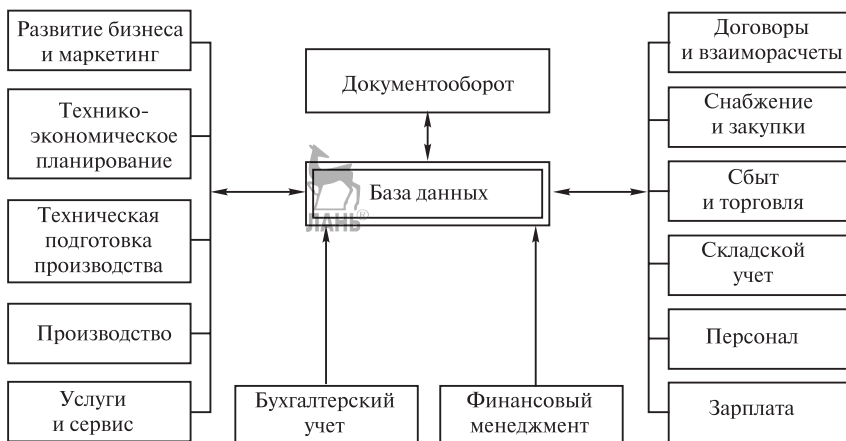 Развитие бизнеса
и маркетинг
Технико-
экономическое
планирование
Техническая
подготовка
производства
Производство
Услуги
и сервис
Документооборот
База данных
ЛАНЬ®
Бухгалтерский
учет
Финансовый
менеджмент
Договоры
и взаиморасчеты
Снабжение
и закупки
Сбыт
и торговля
Складской
учет
Персонал
Зарплата